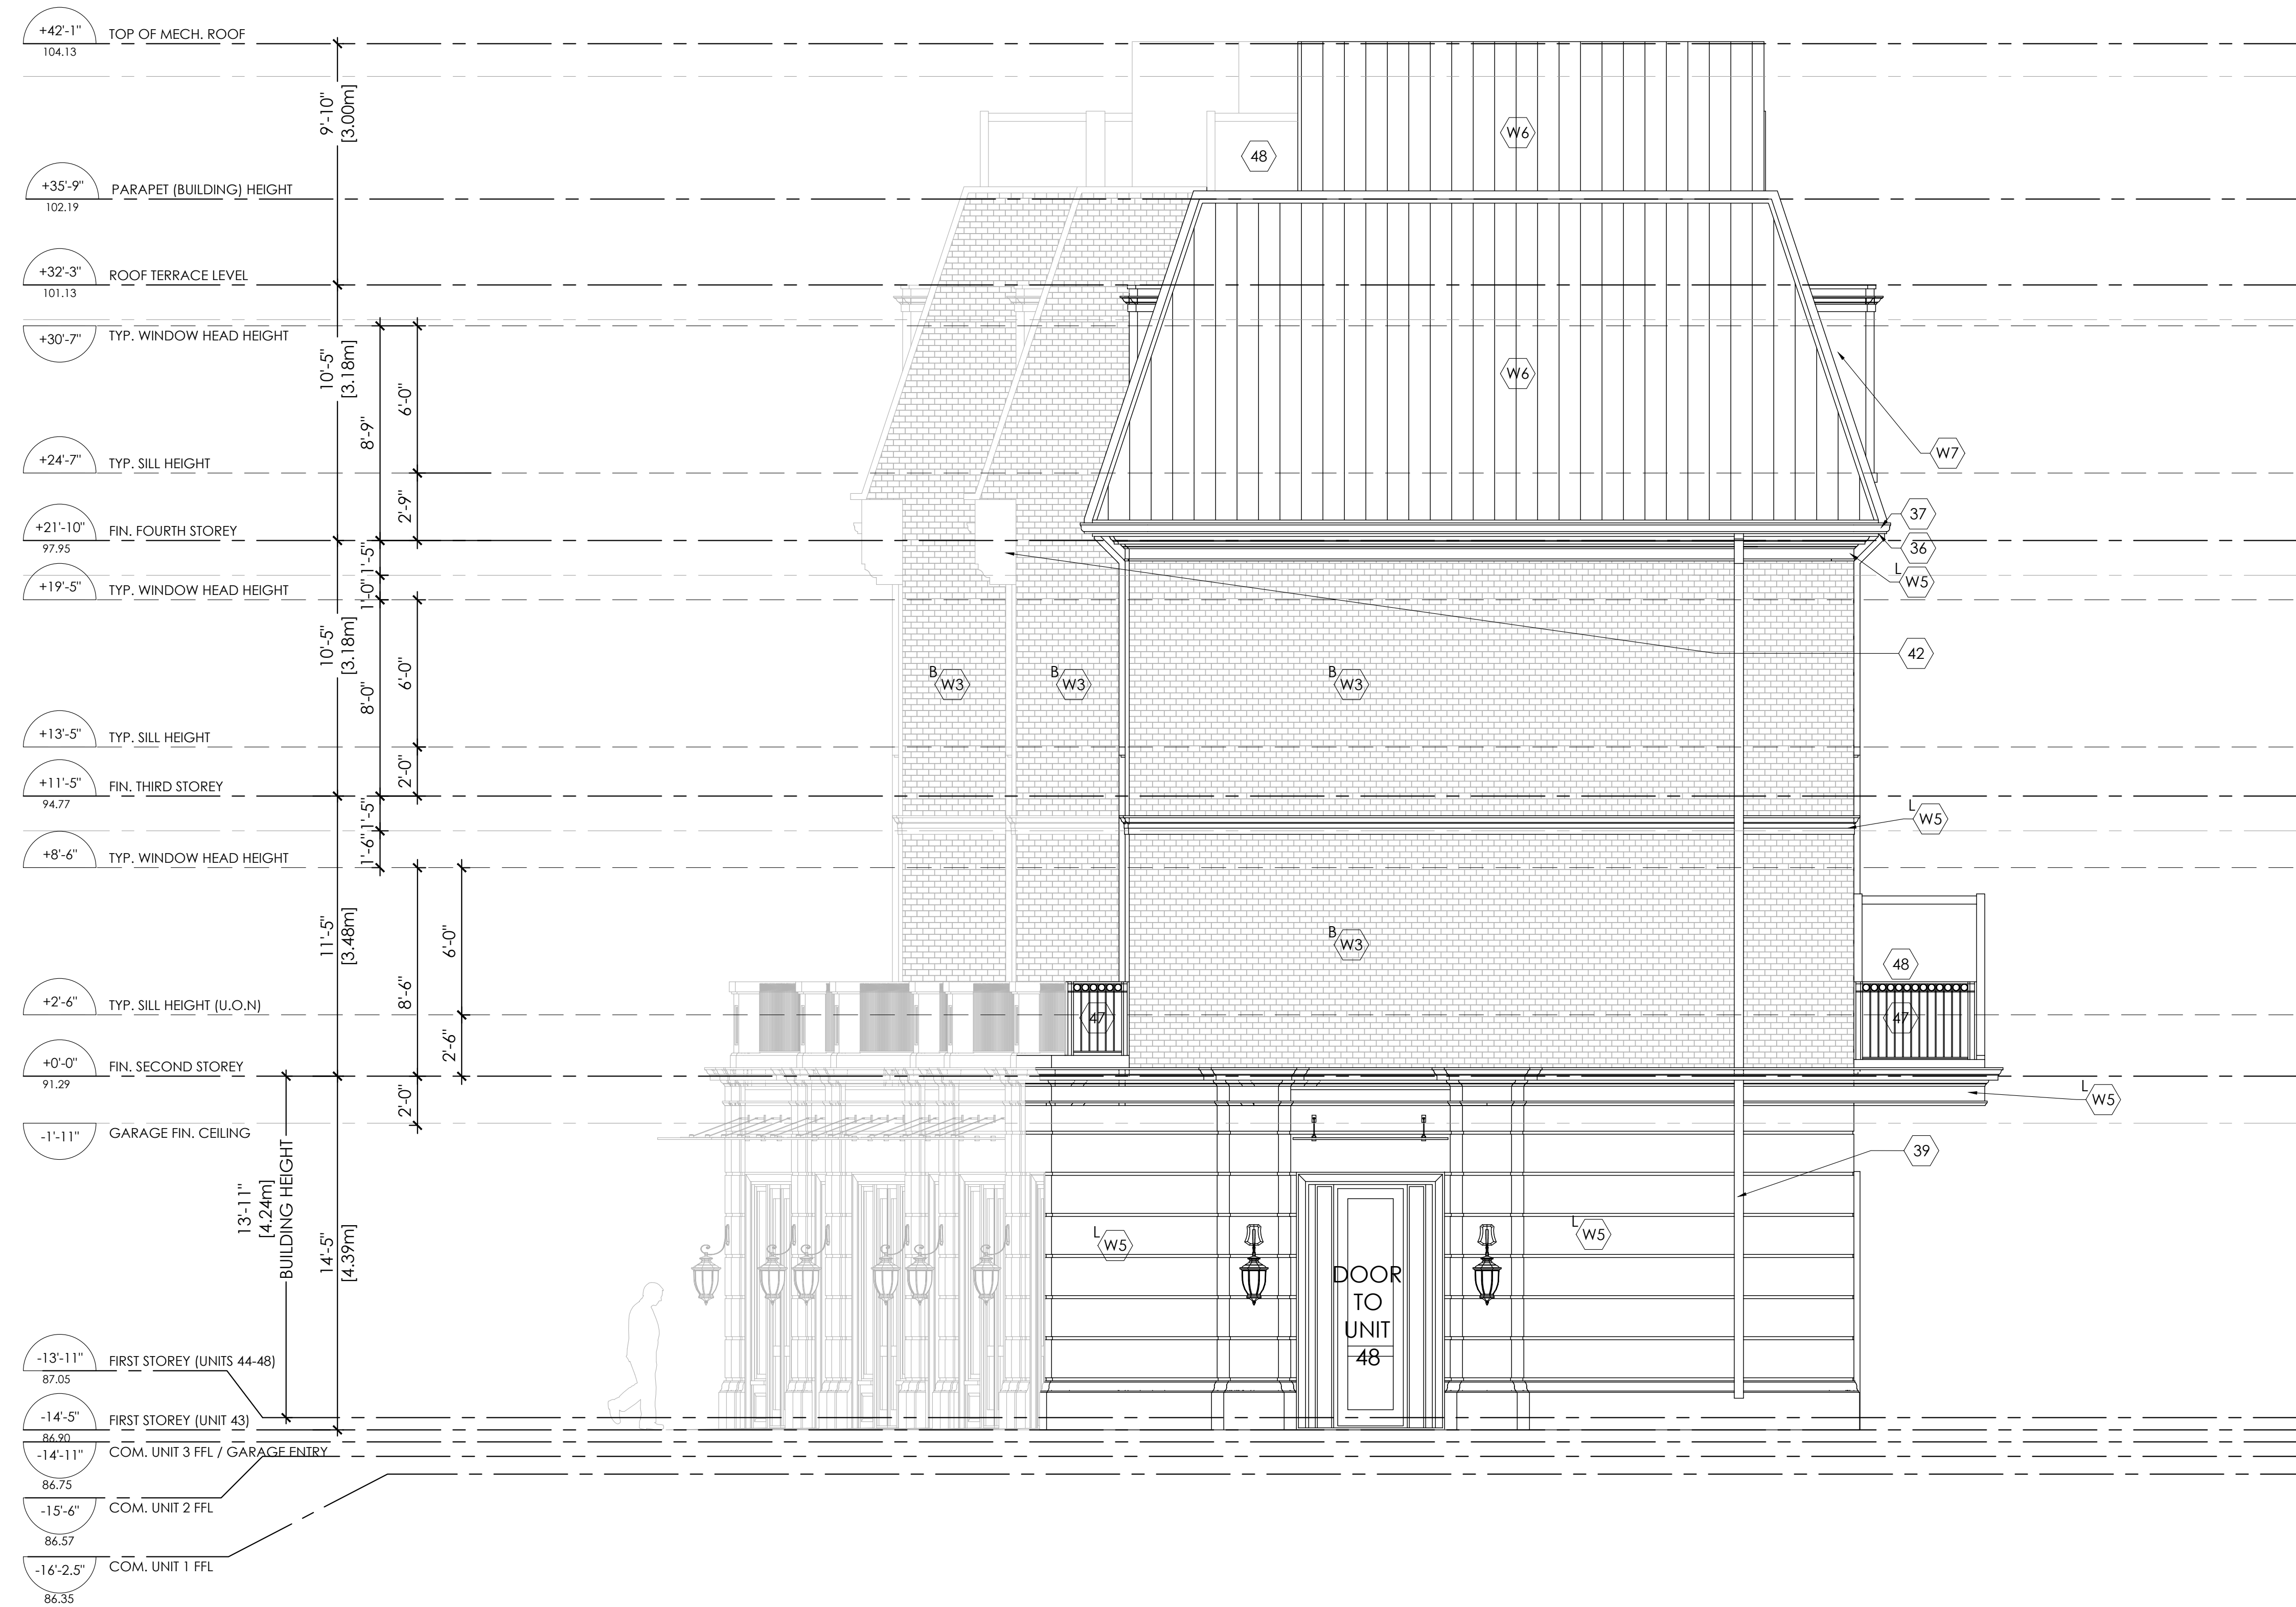 +42'-1" TOP OF MECH. ROOF
104.13
9'-10"
[3.00m]
W6
48
+35'-9" PARAPET (BUILDING) HEIGHT
102.19
+32'-3" ROOF TERRACE LEVEL
101.13
+30'-7" TYP. WINDOW HEAD HEIGHT
10'-5"
[3.18m]
8'-9"
6'-0"
W6
W7
+24'-7" TYP. SILL HEIGHT
2'-9"
+21'-10" FIN. FOURTH STOREY
97.95
37
36
L
W5
1'-5"
+19'-5" TYP. WINDOW HEAD HEIGHT
1'-0"
10'-5"
[3.18m]
8'-0"
6'-0"
42
B
W3
B
W3
B
W3
+13'-5" TYP. SILL HEIGHT
2'-0"
+11'-5" FIN. THIRD STOREY
94.77
1'-5"
L
W5
+8'-6" TYP. WINDOW HEAD HEIGHT
1'-6"
11'-5"
[3.48m]
8'-6"
6'-0"
B
W3
48
+2'-6" TYP. SILL HEIGHT (U.O.N)
2'-6"
47
47
+0'-0" FIN. SECOND STOREY
91.29
2'-0"
L
W5
-1'-11" GARAGE FIN. CEILING
39
13'-11"
[4.24m]
BUILDING HEIGHT
14'-5"
[4.39m]
L
W5
L
W5
DOOR
TO
UNIT
48
-13'-11" FIRST STOREY (UNITS 44-48)
87.05
-14'-5" FIRST STOREY (UNIT 43)
86.90
-14'-11" COM. UNIT 3 FFL / GARAGE ENTRY
86.75
-15'-6" COM. UNIT 2 FFL
86.57
-16'-2.5" COM. UNIT 1 FFL
86.35